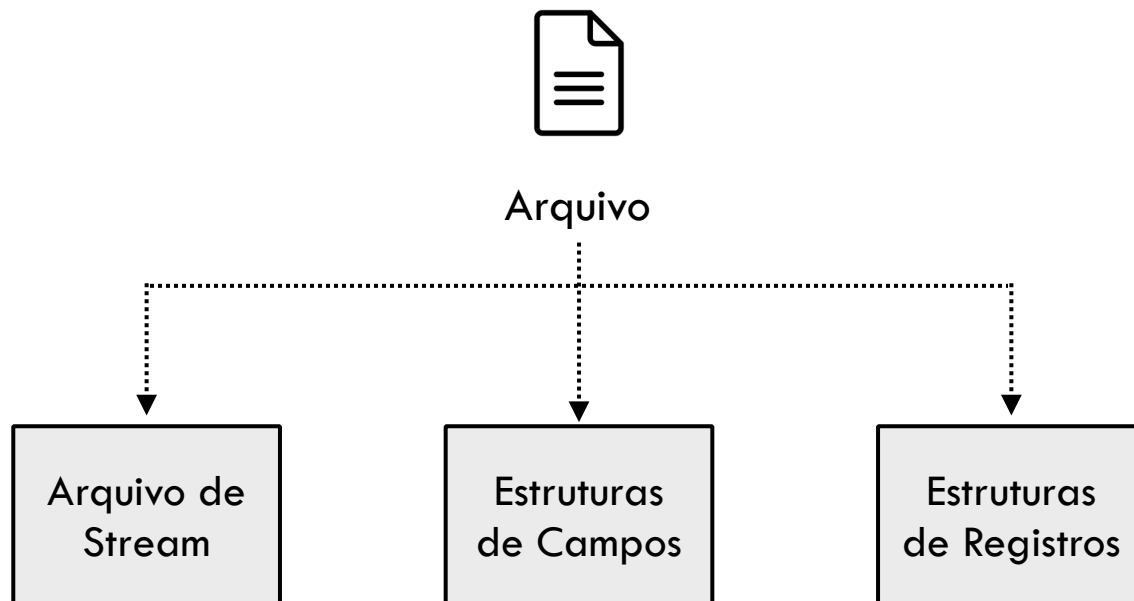 Arquivo
Arquivo de
Stream
Estruturas
de Campos
Estruturas
de Registros